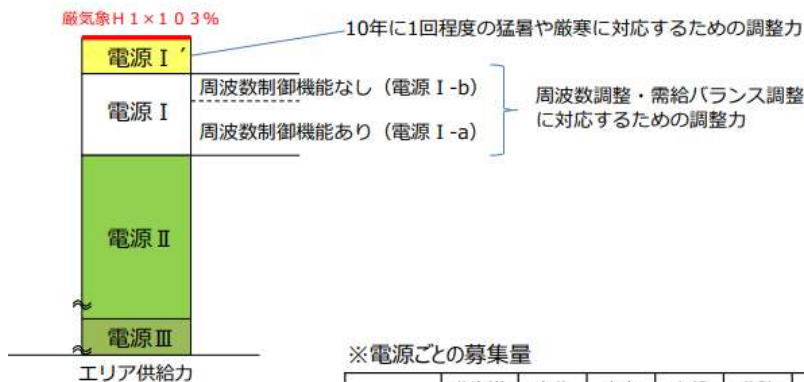 厳気象H1×103%
電源Ⅰ´
10年に1回程度の猛暑や厳寒に対応するための調整力
電源Ⅰ
周波数制御機能なし（電源Ⅰ-b）
周波数制御機能あり（電源Ⅰ-a）
周波数調整・需給バランス調整
に対応するための調整力
電源Ⅱ
電源Ⅲ
エリア供給力
※電源ごとの募集量